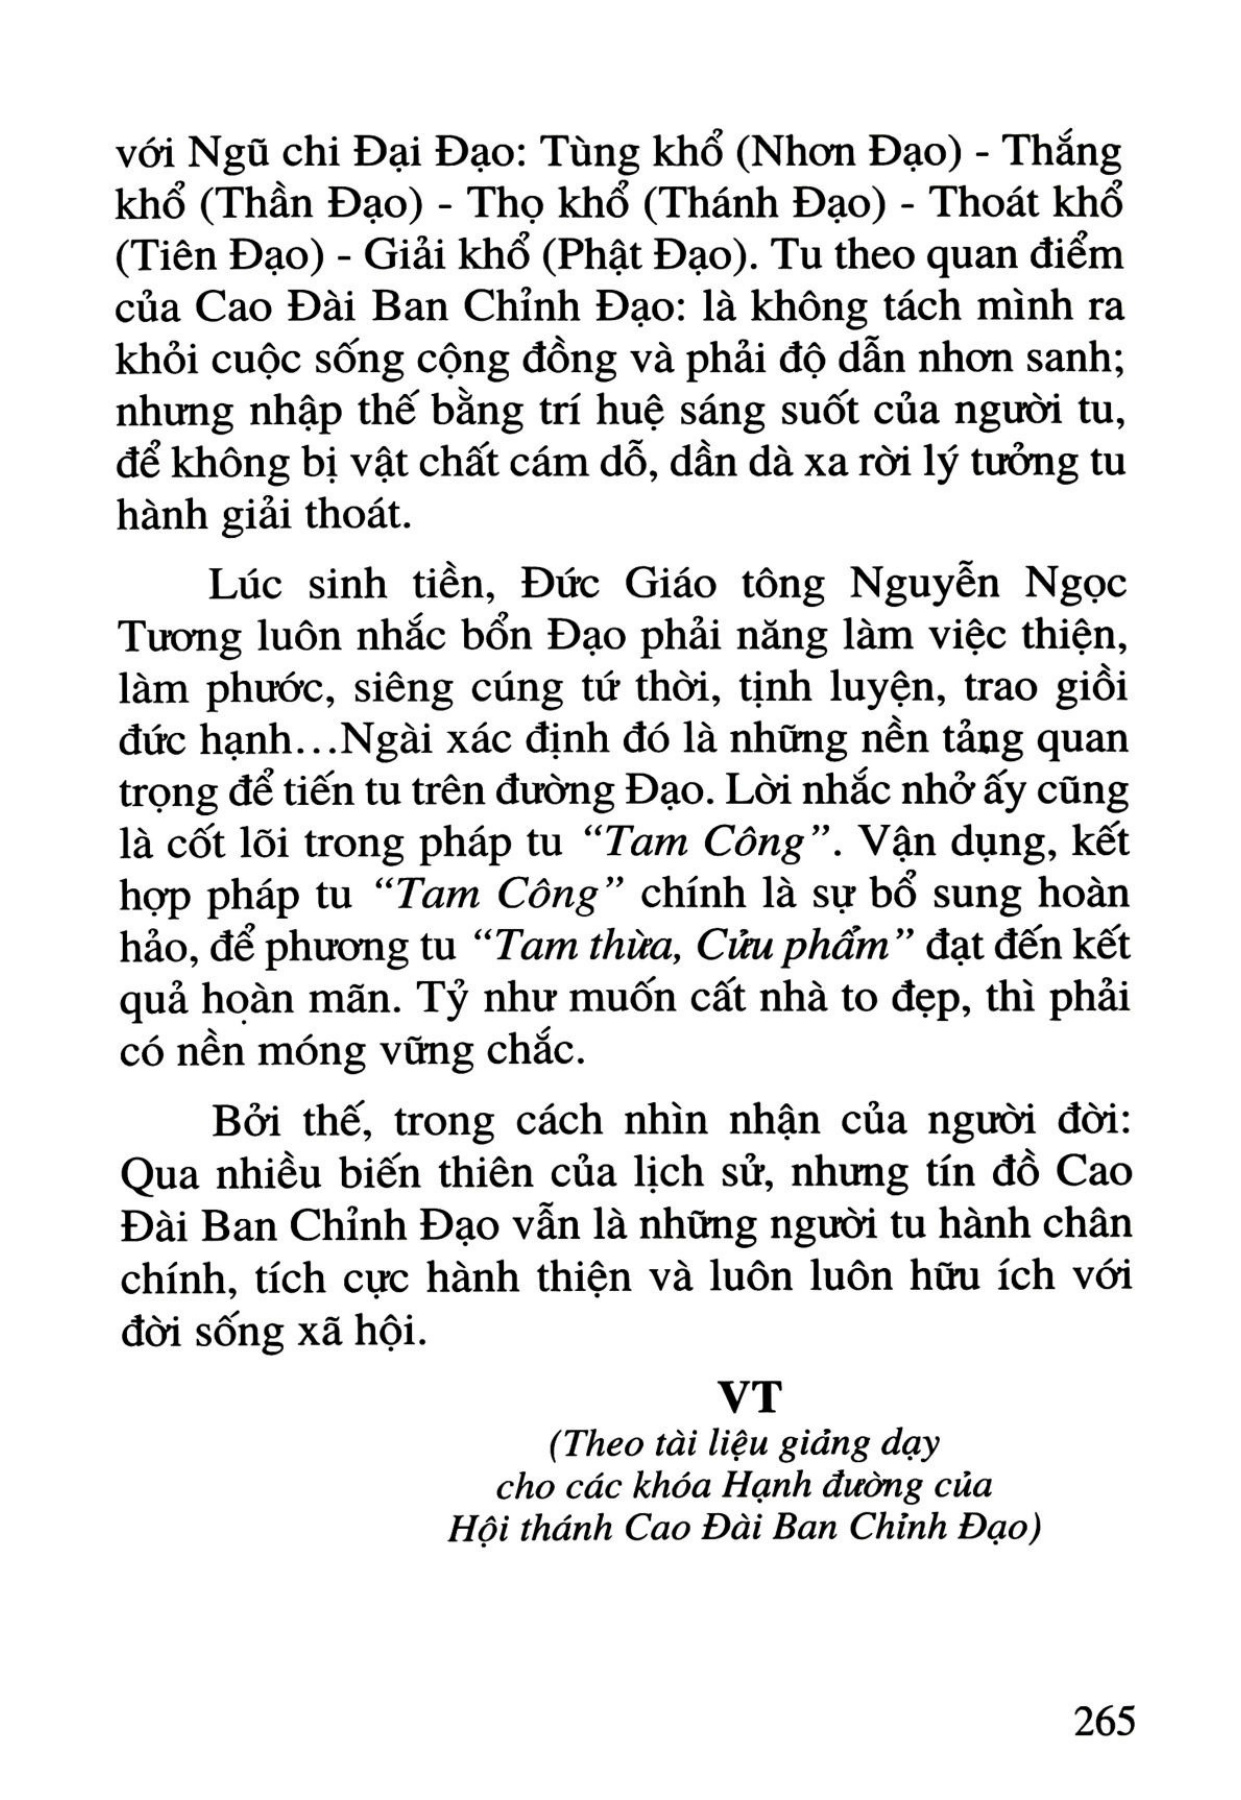 với Ngũ chi Đại Đạo: Tùng khổ (Nhơn Đạo) - Thắng
khổ (Thần Đạo) - Thọ khổ (Thánh Đạo) - Thoát khổ
(Tiên Đạo) - Giải khổ (Phật Đạo). Tu theo quan điểm
của Cao Đài Ban Chỉnh Đạo: là không tách mình ra
khỏi cuộc sống cộng đồng và phải độ dẫn nhơn sanh;
nhưng nhập thế bằng trí huệ sáng suốt của người tu,
để không bị vật chất cám dỗ, dần dà xa rời lý tưởng tu
hành giải thoát.
Lúc sinh tiền, Đức Giáo tông Nguyễn Ngọc
Tương luôn nhắc bổn Đạo phải năng làm việc thiện,
làm phước, siêng cúng tứ thời, tịnh luyện, trao giồi
đức hạnh...Ngài xác định đó là những nền tảng quan
trọng để tiến tu trên đường Đạo. Lời nhắc nhở ấy cũng
là cốt lõi trong pháp tu “Tam Công”. Vận dụng, kết
hợp pháp tu “Tam Công” chính là sự bổ sung hoàn
hảo, để phương tu “Tam thừa, Cửu phẩm” đạt đến kết
quả hoàn mãn. Tỷ như muốn cất nhà to đẹp, thì phải
có nền móng vững chắc.
Bởi thế, trong cách nhìn nhận của người đời:
Qua nhiều biến thiên của lịch sử, nhưng tín đồ Cao
Đài Ban Chỉnh Đạo vẫn là những người tu hành chân
chính, tích cực hành thiện và luôn luôn hữu ích với
đời sống xã hội.
VT
(Theo tài liệu giảng dạy
cho các khóa Hạnh đường của
Hội thánh Cao Đài Ban Chỉnh Đạo)
265